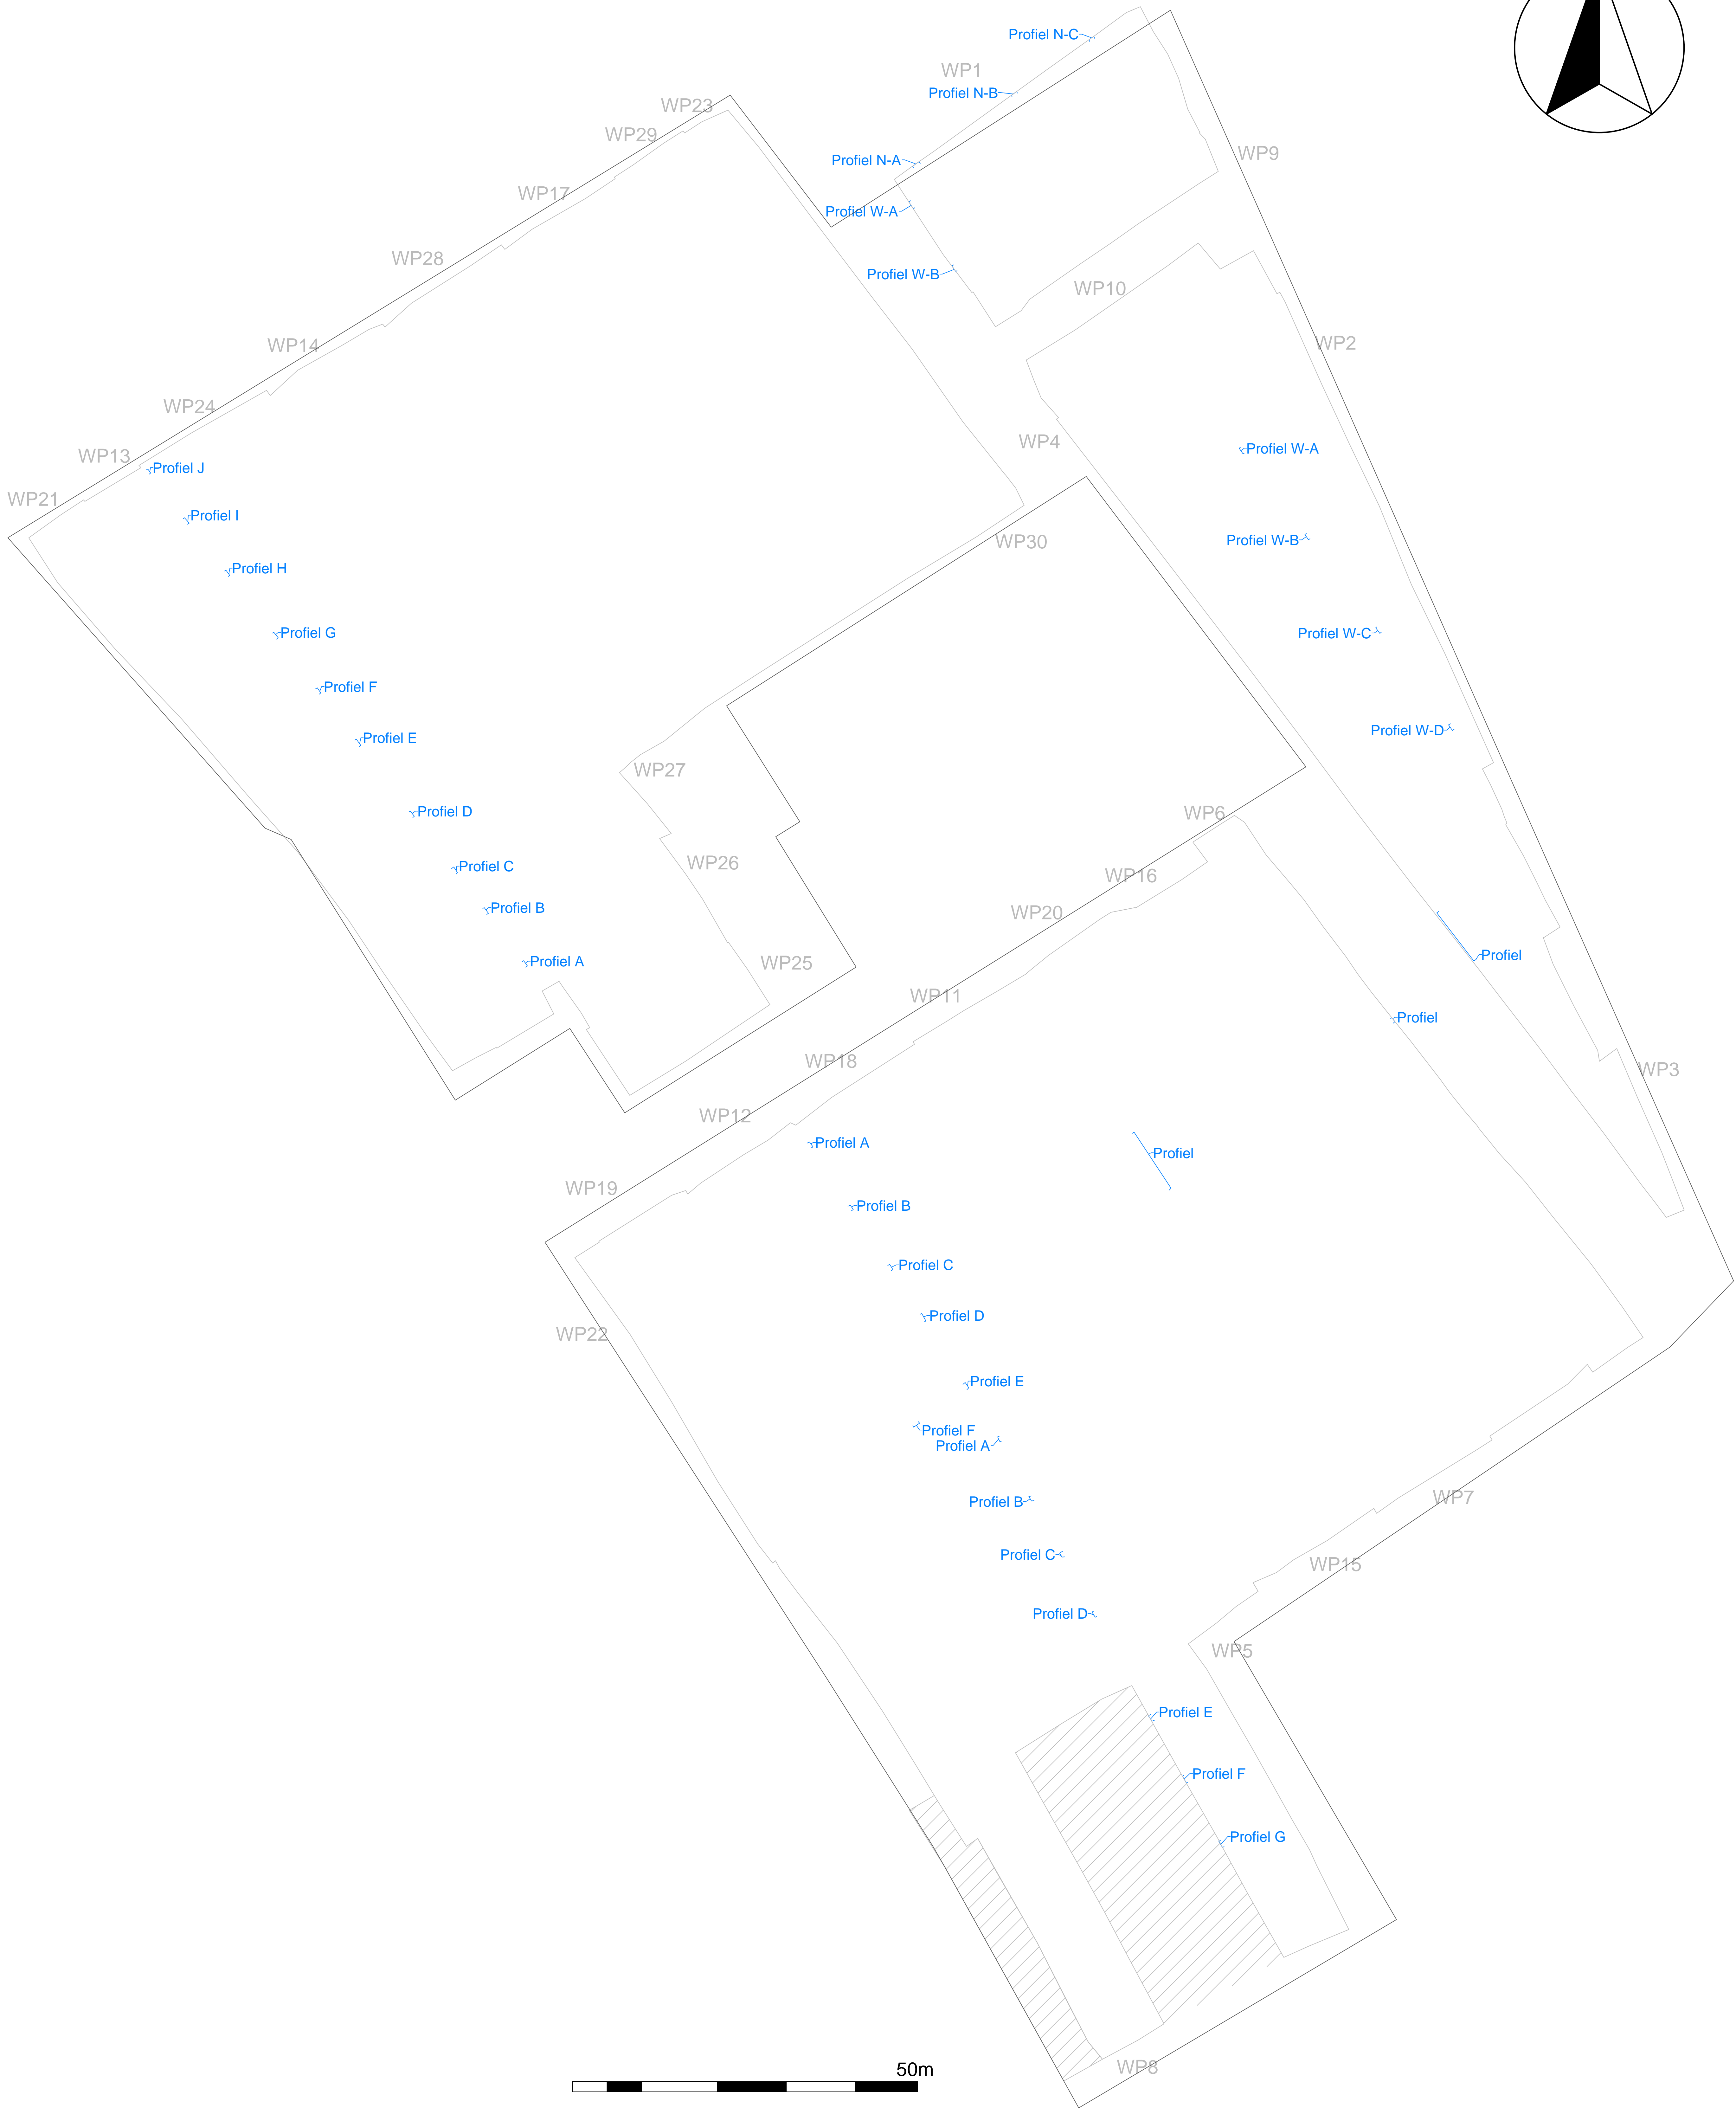 Profiel N-C
WP1
Profiel N-B
WP23
WP29
WP9
Profiel N-A
WP17
Profiel W-A
WP28
Profiel W-B
WP10
WP14
WP2
WP24
WP4
Profiel W-A
WP13
Profiel J
WP21
Profiel I
WP30
Profiel W-B
Profiel H
Profiel G
Profiel W-C
Profiel F
Profiel W-D
Profiel E
WP27
Profiel D
WP6
WP26
Profiel C
WP16
Profiel B
WP20
Profiel
Profiel A
WP25
WP11
Profiel
WP18
WP3
WP12
Profiel A
Profiel
WP19
Profiel B
Profiel C
Profiel D
WP22
Profiel E
Profiel F
Profiel A
WP7
Profiel B
Profiel C
WP15
Profiel D
WP5
Profiel E
Profiel F
Profiel G
WP8
50m